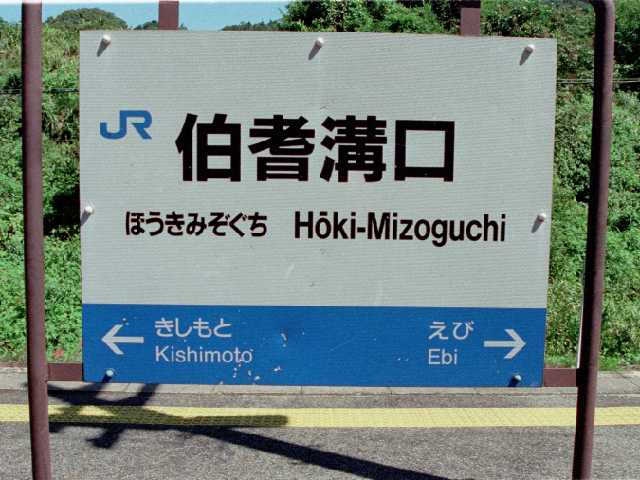 JR 伯耆溝口
ほうきみぞぐち Hōki-Mizoguchi
← きしもと えび →
Kishimoto Ebi